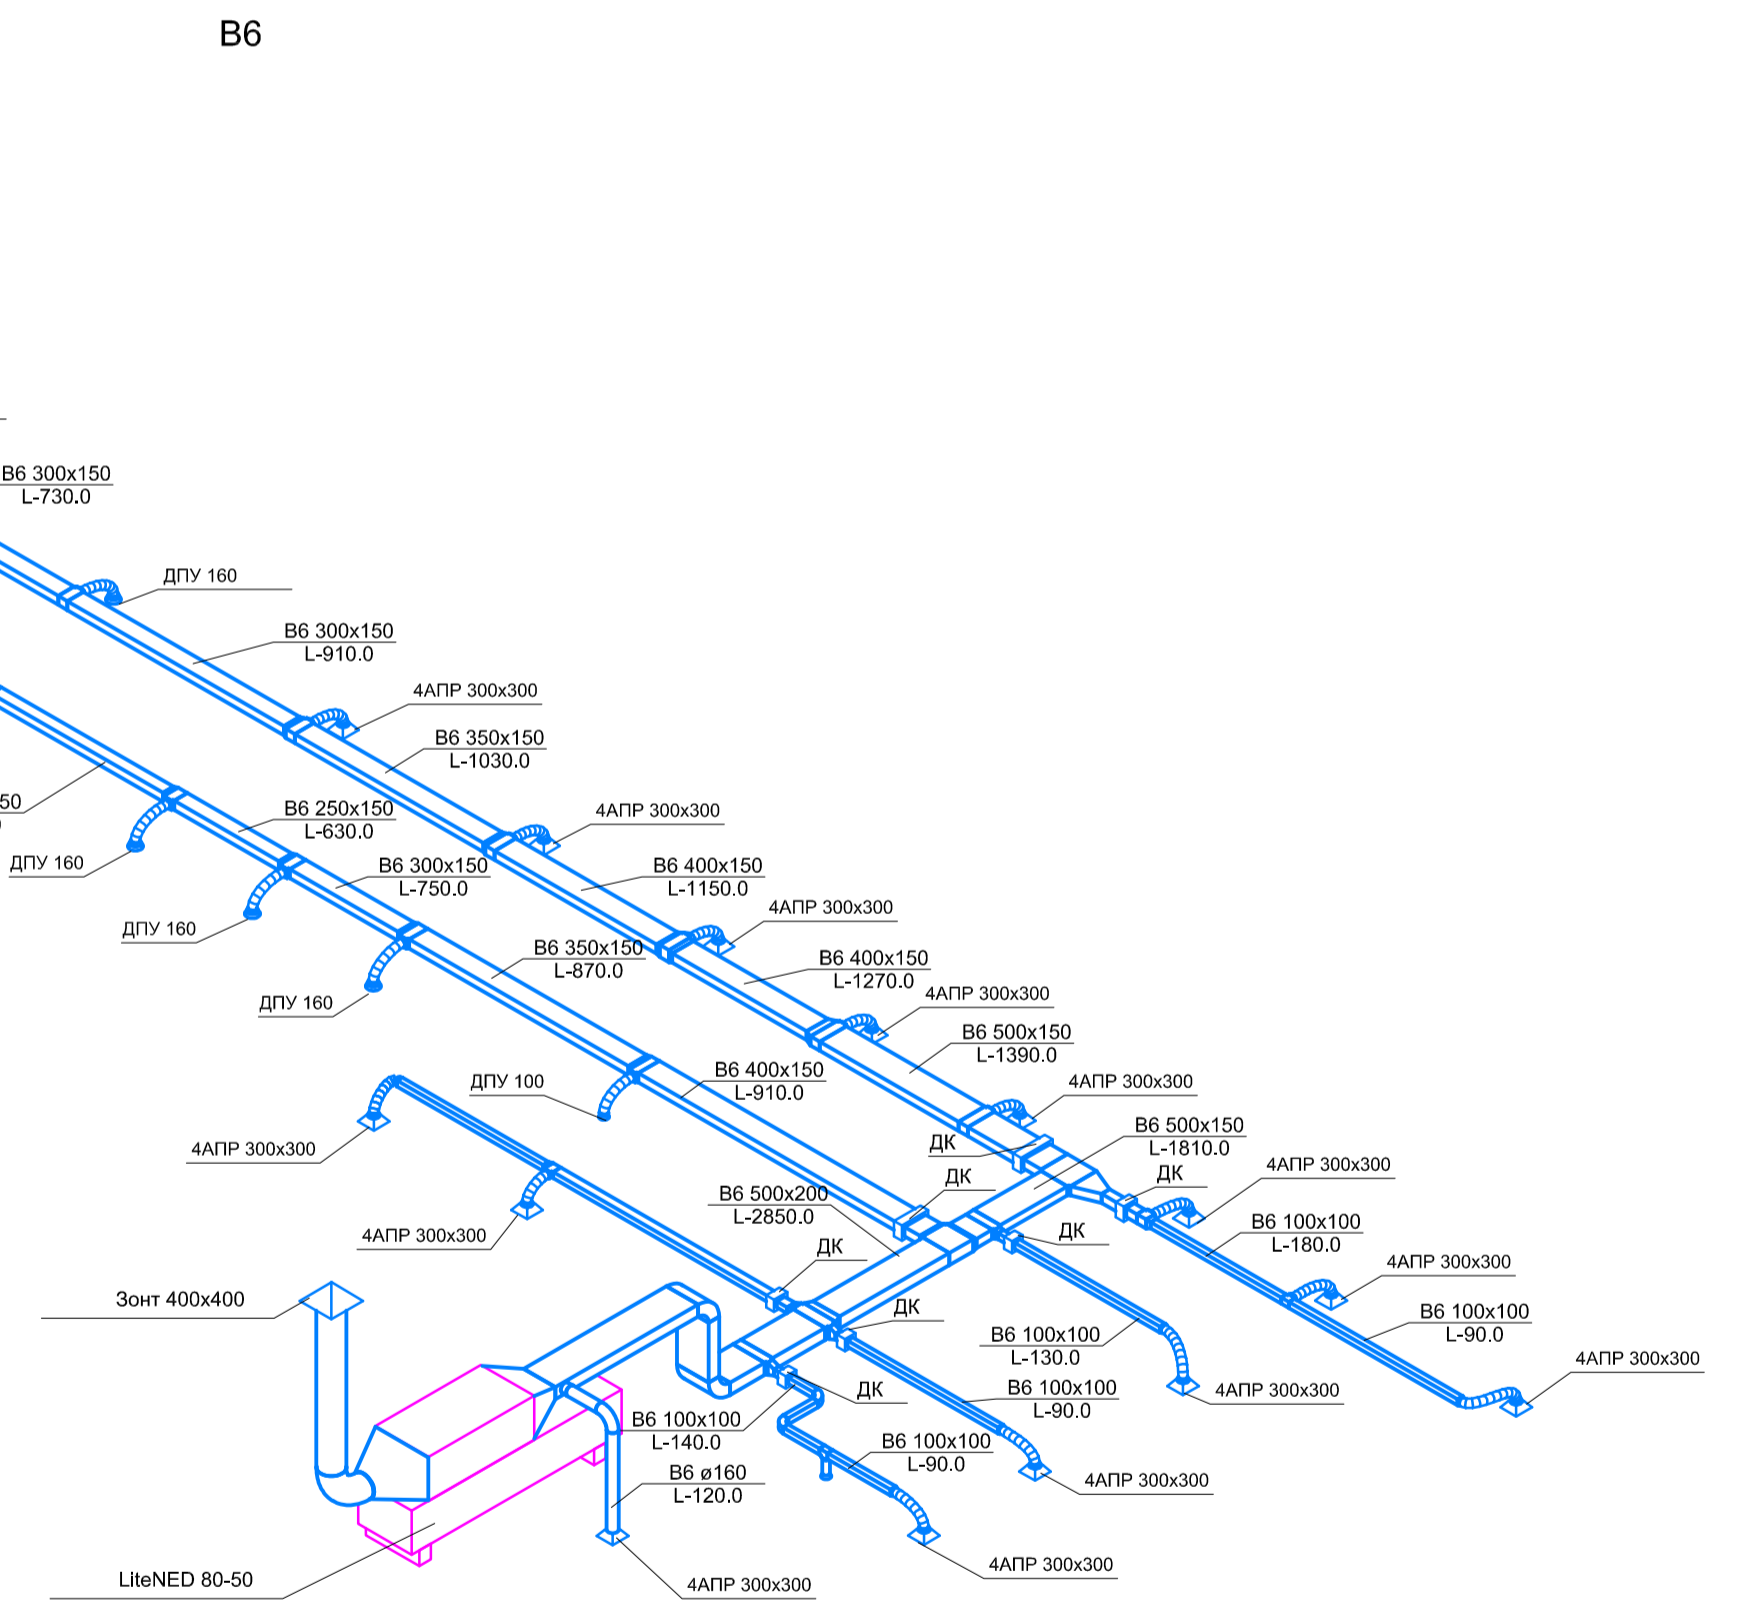 В6
В6 300х150
L-730.0
ДПУ 160
В6 300х150
L-910.0
4АПР 300х300
В6 350х150
L-1030.0
50
4АПР 300х300
В6 250х150
L-630.0
ДПУ 160
В6 300х150
L-750.0
В6 400х150
L-1150.0
ДПУ 160
4АПР 300х300
В6 350х150
L-870.0
В6 400х150
L-1270.0
ДПУ 160
4АПР 300х300
В6 500х150
L-1390.0
ДПУ 100
В6 400х150
L-910.0
4АПР 300х300
4АПР 300х300
ДК
В6 500х150
L-1810.0
ДК
ДК
4АПР 300х300
В6 500х200
L-2850.0
4АПР 300х300
ДК
ДК
В6 100х100
L-180.0
4АПР 300х300
Зонт 400х400
ДК
В6 100х100
L-90.0
В6 100х100
L-130.0
4АПР 300х300
ДК
В6 100х100
L-90.0
4АПР 300х300
В6 100х100
L-140.0
В6 100х100
L-90.0
В6 ø160
L-120.0
4АПР 300х300
LiteNED 80-50
4АПР 300х300
4АПР 300х300